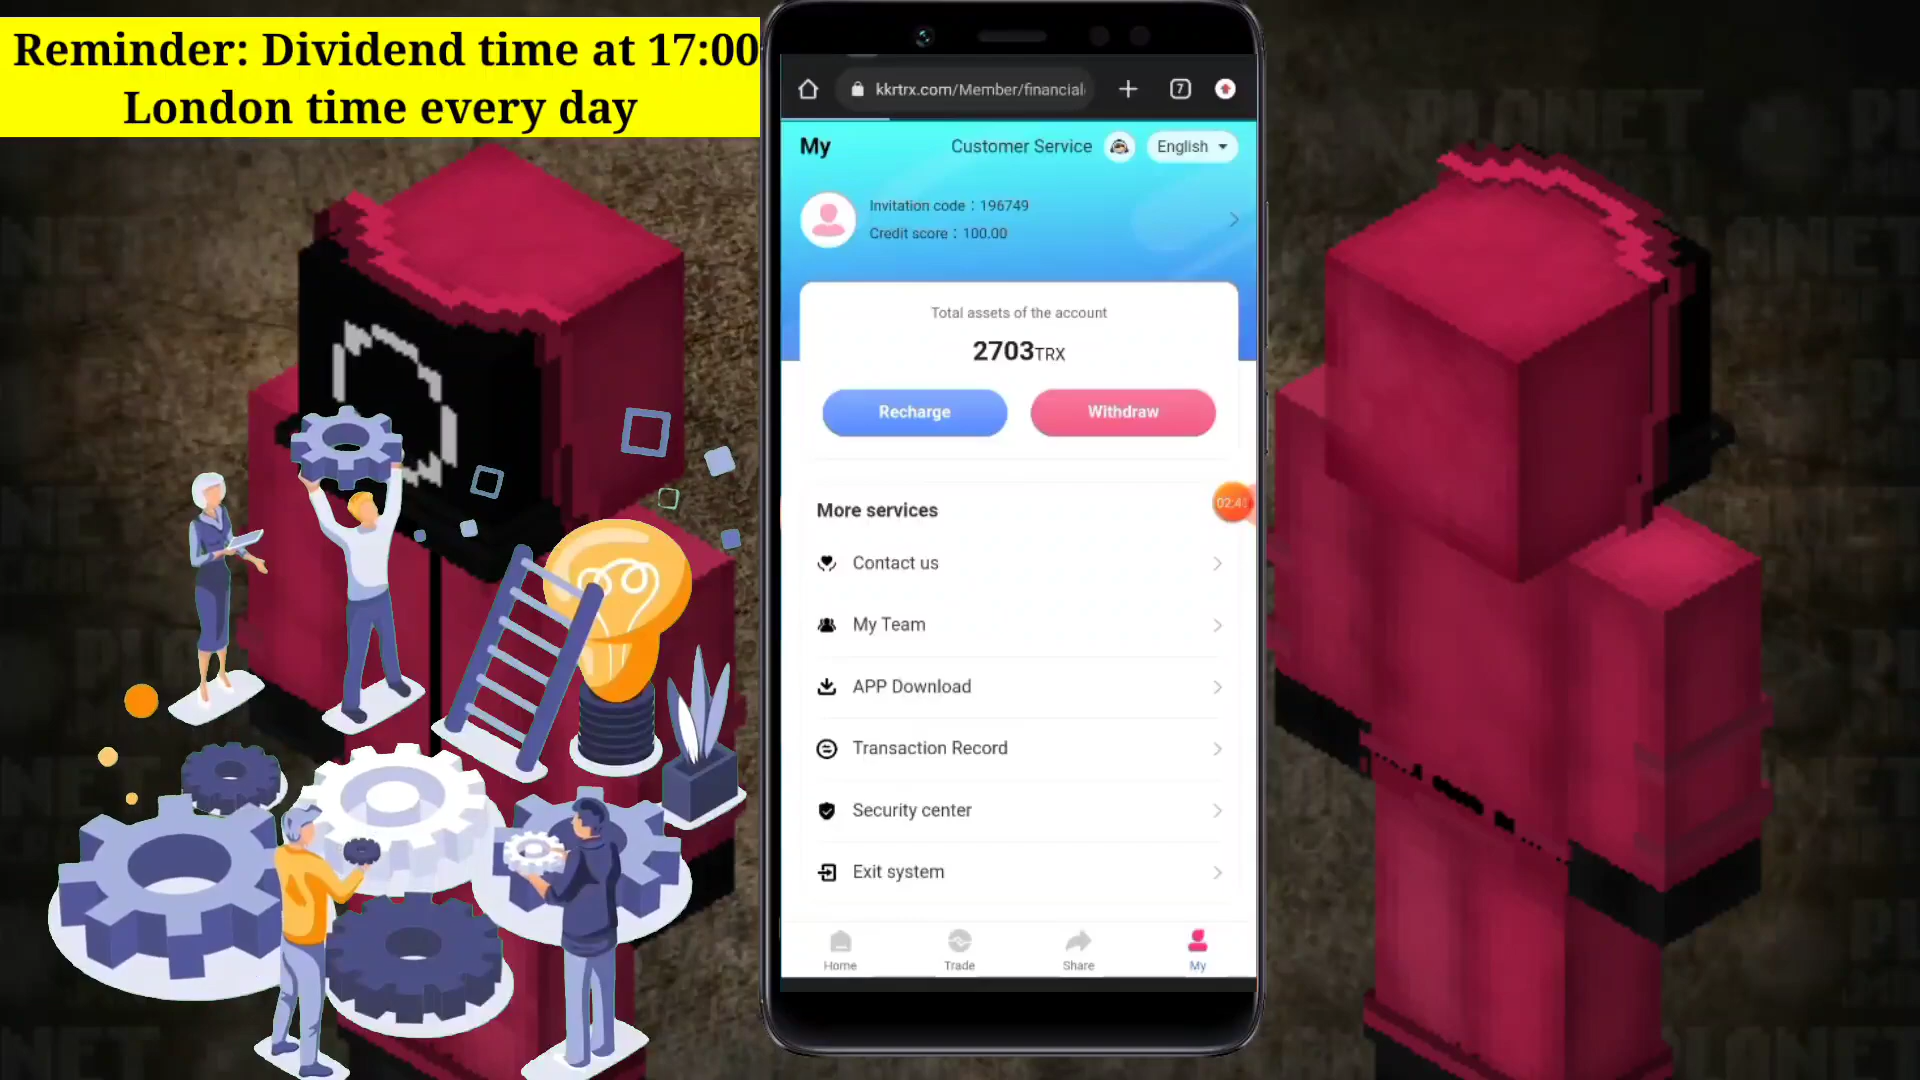 Reminder: Dividend time at 17:00
London time every day
kkrtrx.com/Member/financial
7
My
Customer Service
English
Invitation code : 196749
Credit score : 100.00
Total assets of the account
2703TRX
Recharge
Withdraw
More services
Contact us
My Team
APP Download
Transaction Record
Security center
Exit system
Home
Trade
Share
My
PLANET